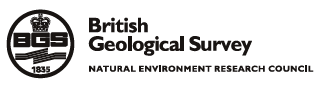 BGS
1835
British
Geological Survey
NATURAL ENVIRONMENT RESEARCH COUNCIL